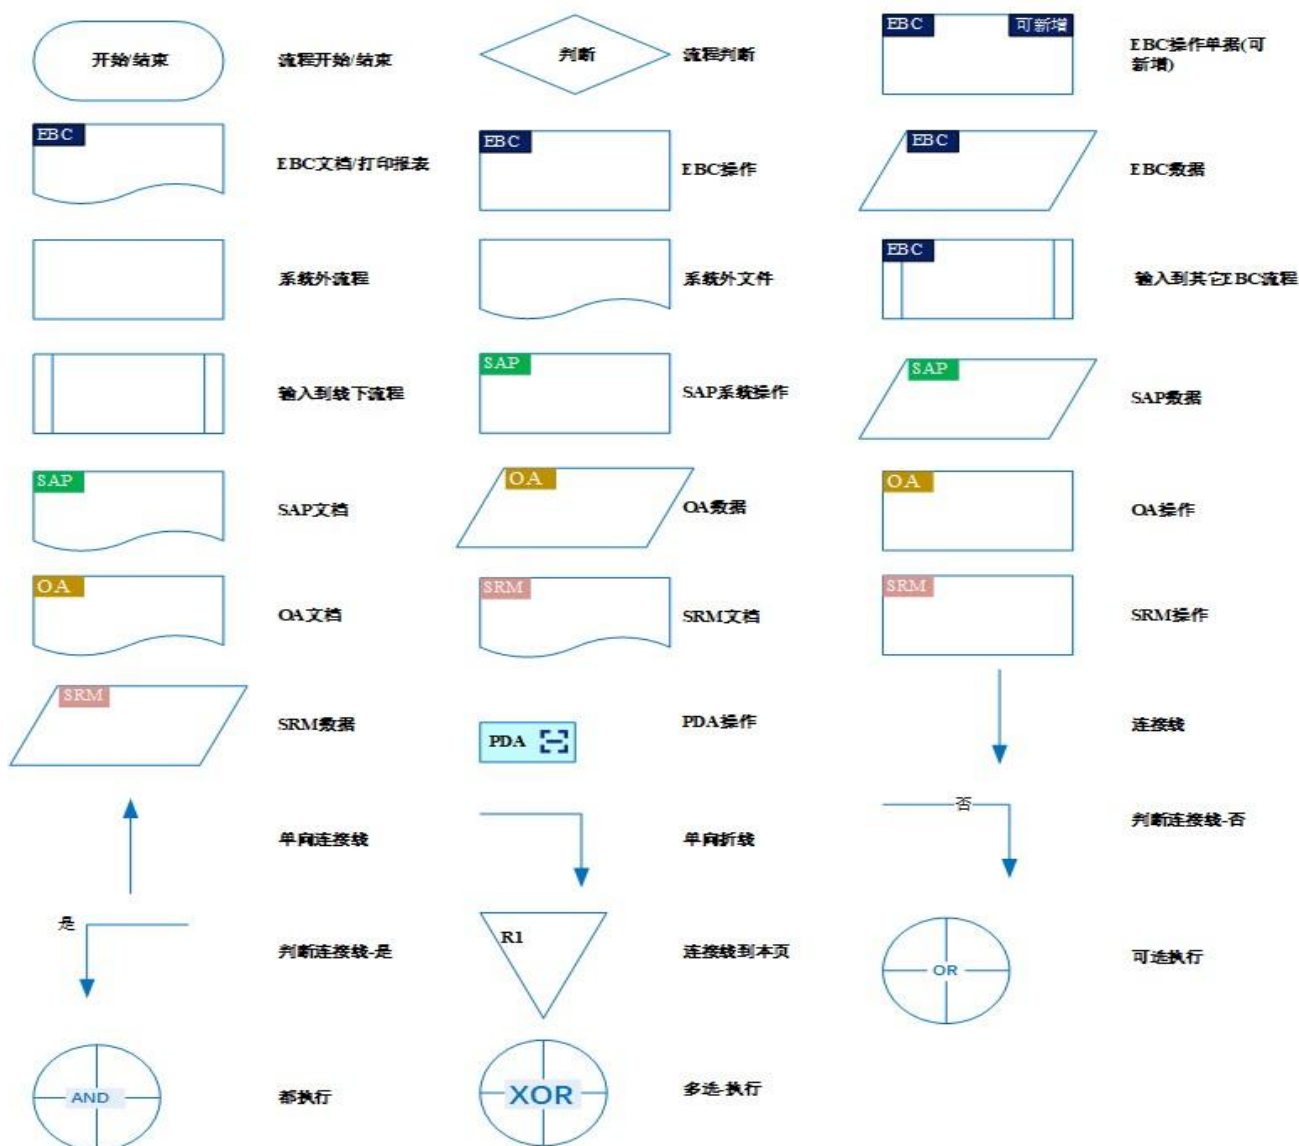 开始/结束
流程开始/结束
判断
流程判断
EBC
可新增
EBC操作单据(可
新增)
EBC
EBC文档/打印报表
EBC
EBC操作
EBC
EBC数据
系统外流程
系统外文件
EBC
输入到其它EBC流程
输入到线下流程
SAP
SAP系统操作
SAP
SAP数据
SAP
SAP文档
OA
OA数据
OA
OA操作
OA
OA文档
SRM
SRM文档
SRM
SRM操作
SRM
SRM数据
PDA
PDA操作
连接线
单向连接线
单向折线
否
判断连接线-否
是
判断连接线-是
R1
连接线到本页
OR
可选执行
AND
都执行
XOR
多选-执行